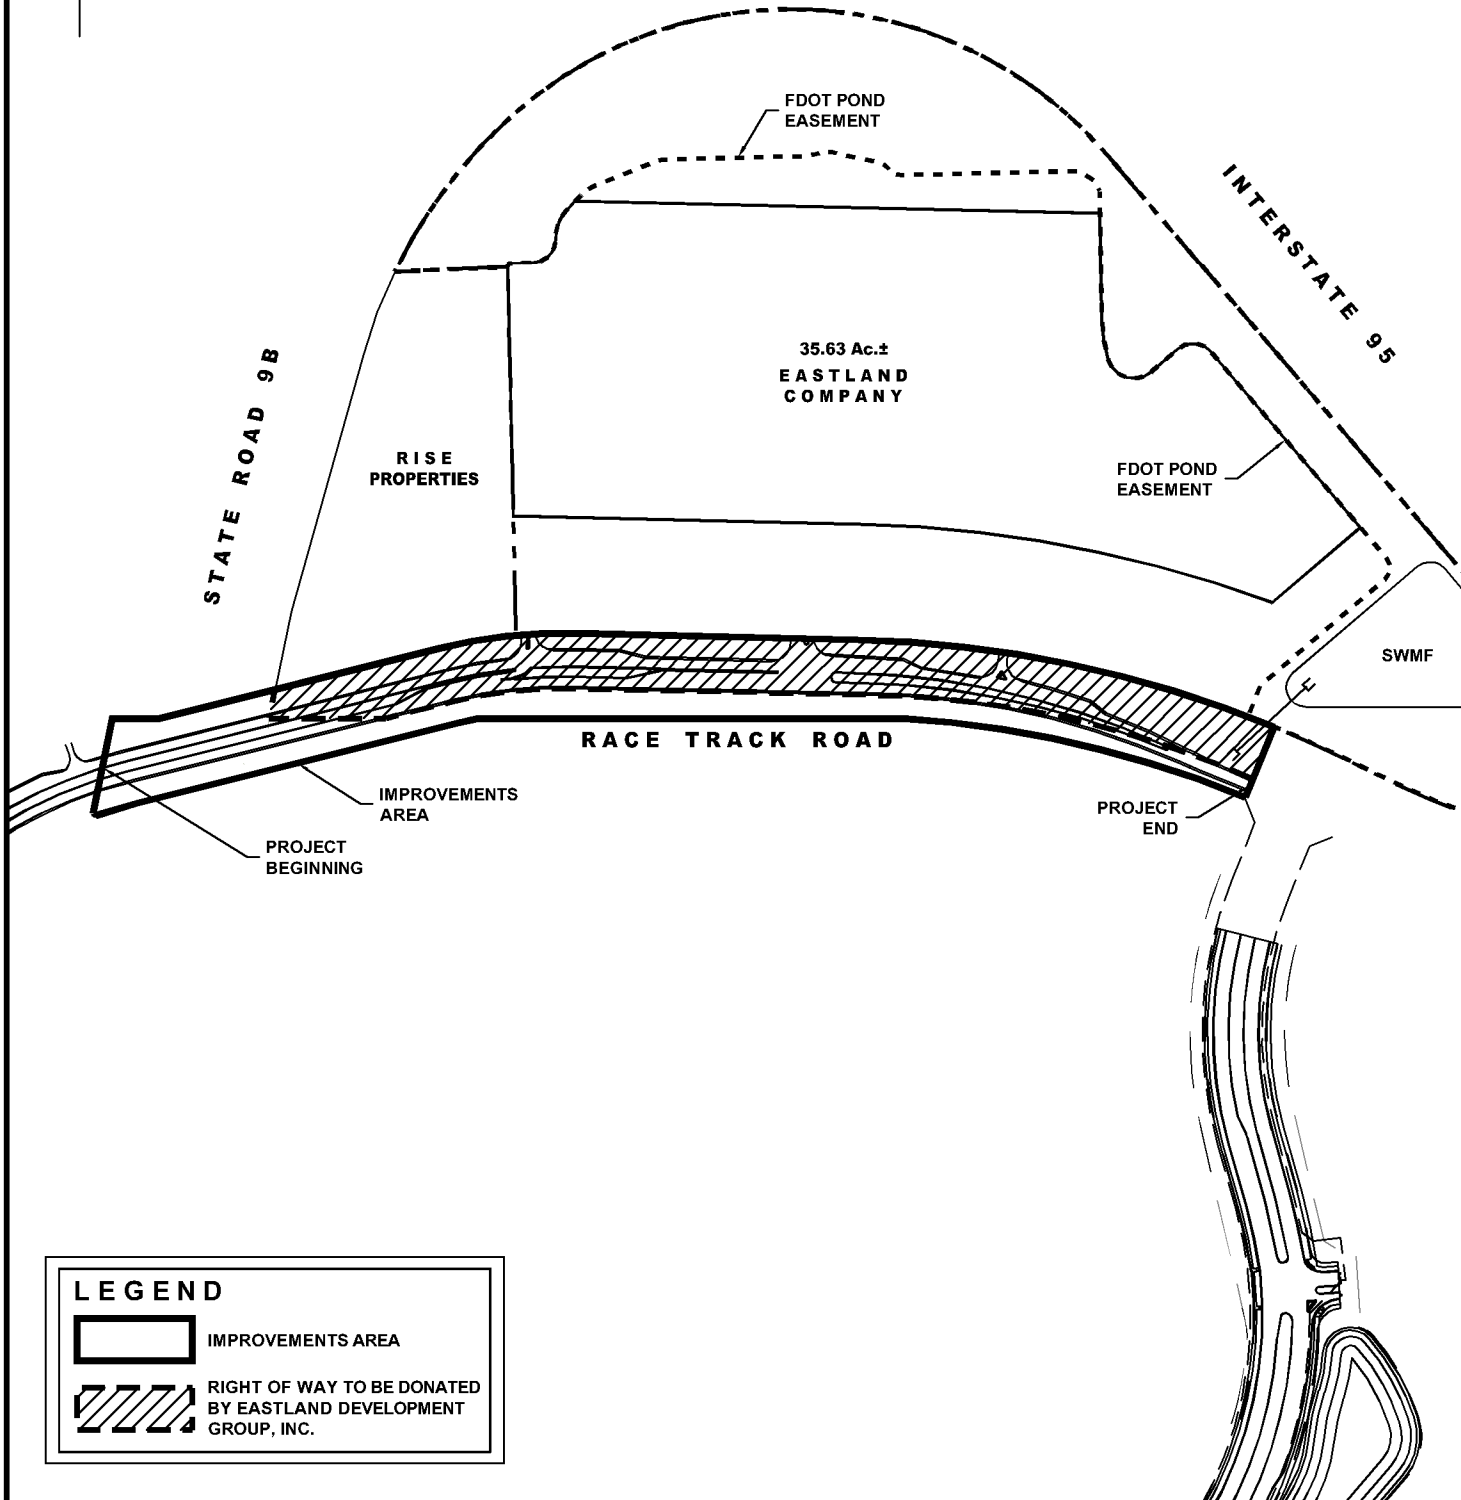 FDOT POND
EASEMENT
INTERSTATE 95
35.63 Ac.±
EASTLAND
COMPANY
STATE ROAD 9B
RISE
PROPERTIES
FDOT POND
EASEMENT
SWMF
RACE TRACK ROAD
IMPROVEMENTS
AREA
PROJECT
END
PROJECT
BEGINNING
LEGEND
IMPROVEMENTS AREA
RIGHT OF WAY TO BE DONATED
BY EASTLAND DEVELOPMENT
GROUP, INC.